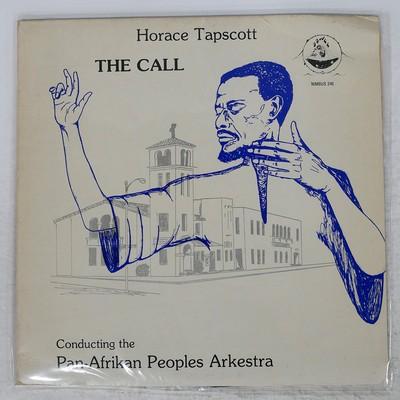 Horace Tapscott
THE CALL
NIMBUS 246
Conducting the
Pan-Afrikan Peoples Arkestra